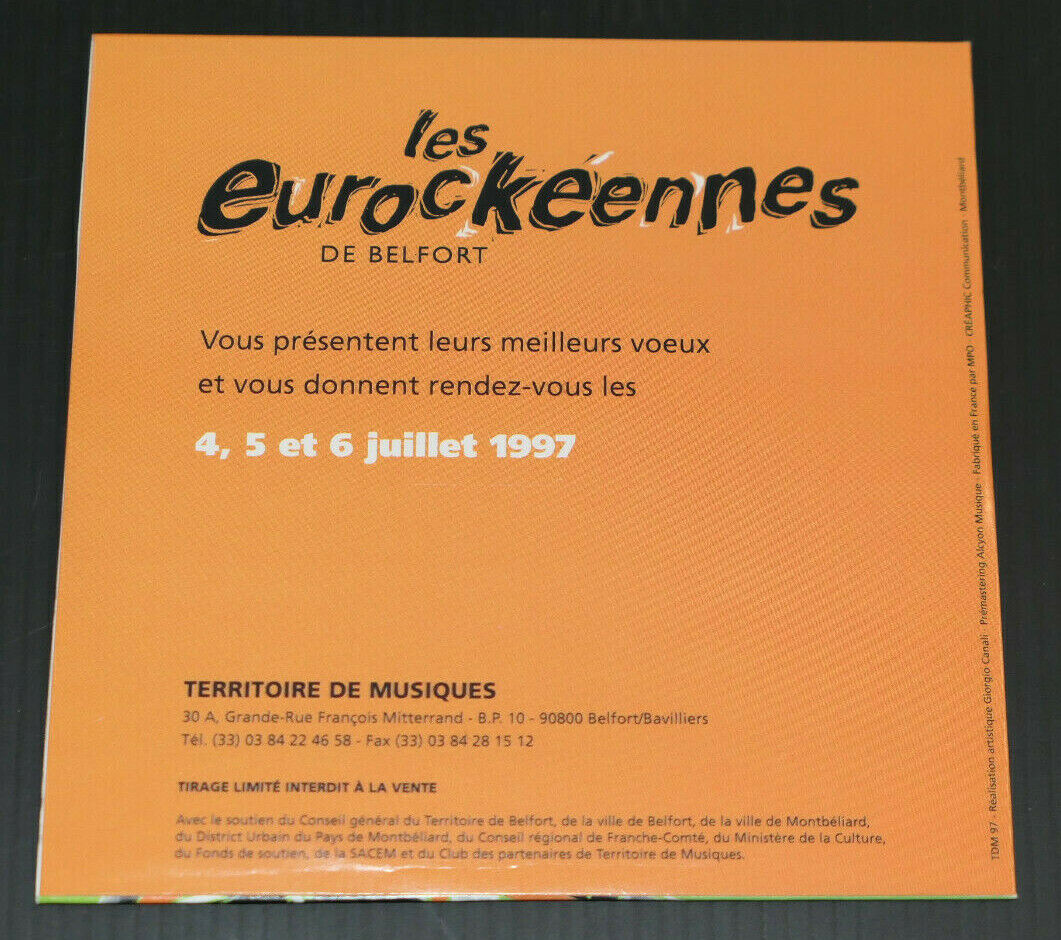 les
eurockéennes
DE BELFORT
Vous présentent leurs meilleurs voeux
et vous donnent rendez-vous les
4, 5 et 6 juillet 1997
TERRITOIRE DE MUSIQUES
30 A, Grande-Rue François Mitterrand - B.P. 10 - 90800 Belfort/Bavilliers
Tél. (33) 03 84 22 46 58 - Fax (33) 03 84 28 15 12
TIRAGE LIMITÉ INTERDIT À LA VENTE
Avec le soutien du Conseil général du Territoire de Belfort, de la ville de Belfort, de la ville de Montbéliard,
du District Urbain du Pays de Montbéliard, du Conseil régional de Franche-Comté, du Ministère de la Culture,
du Fonds de soutien, de la SACEM et du Club des partenaires de Territoire de Musiques.
TDM 97 · Réalisation artistique Giorgio Canali · Prémastering Alcyon Musique · Fabriqué en France par MPO · CRÉAPHIC Communication · Montbéliard